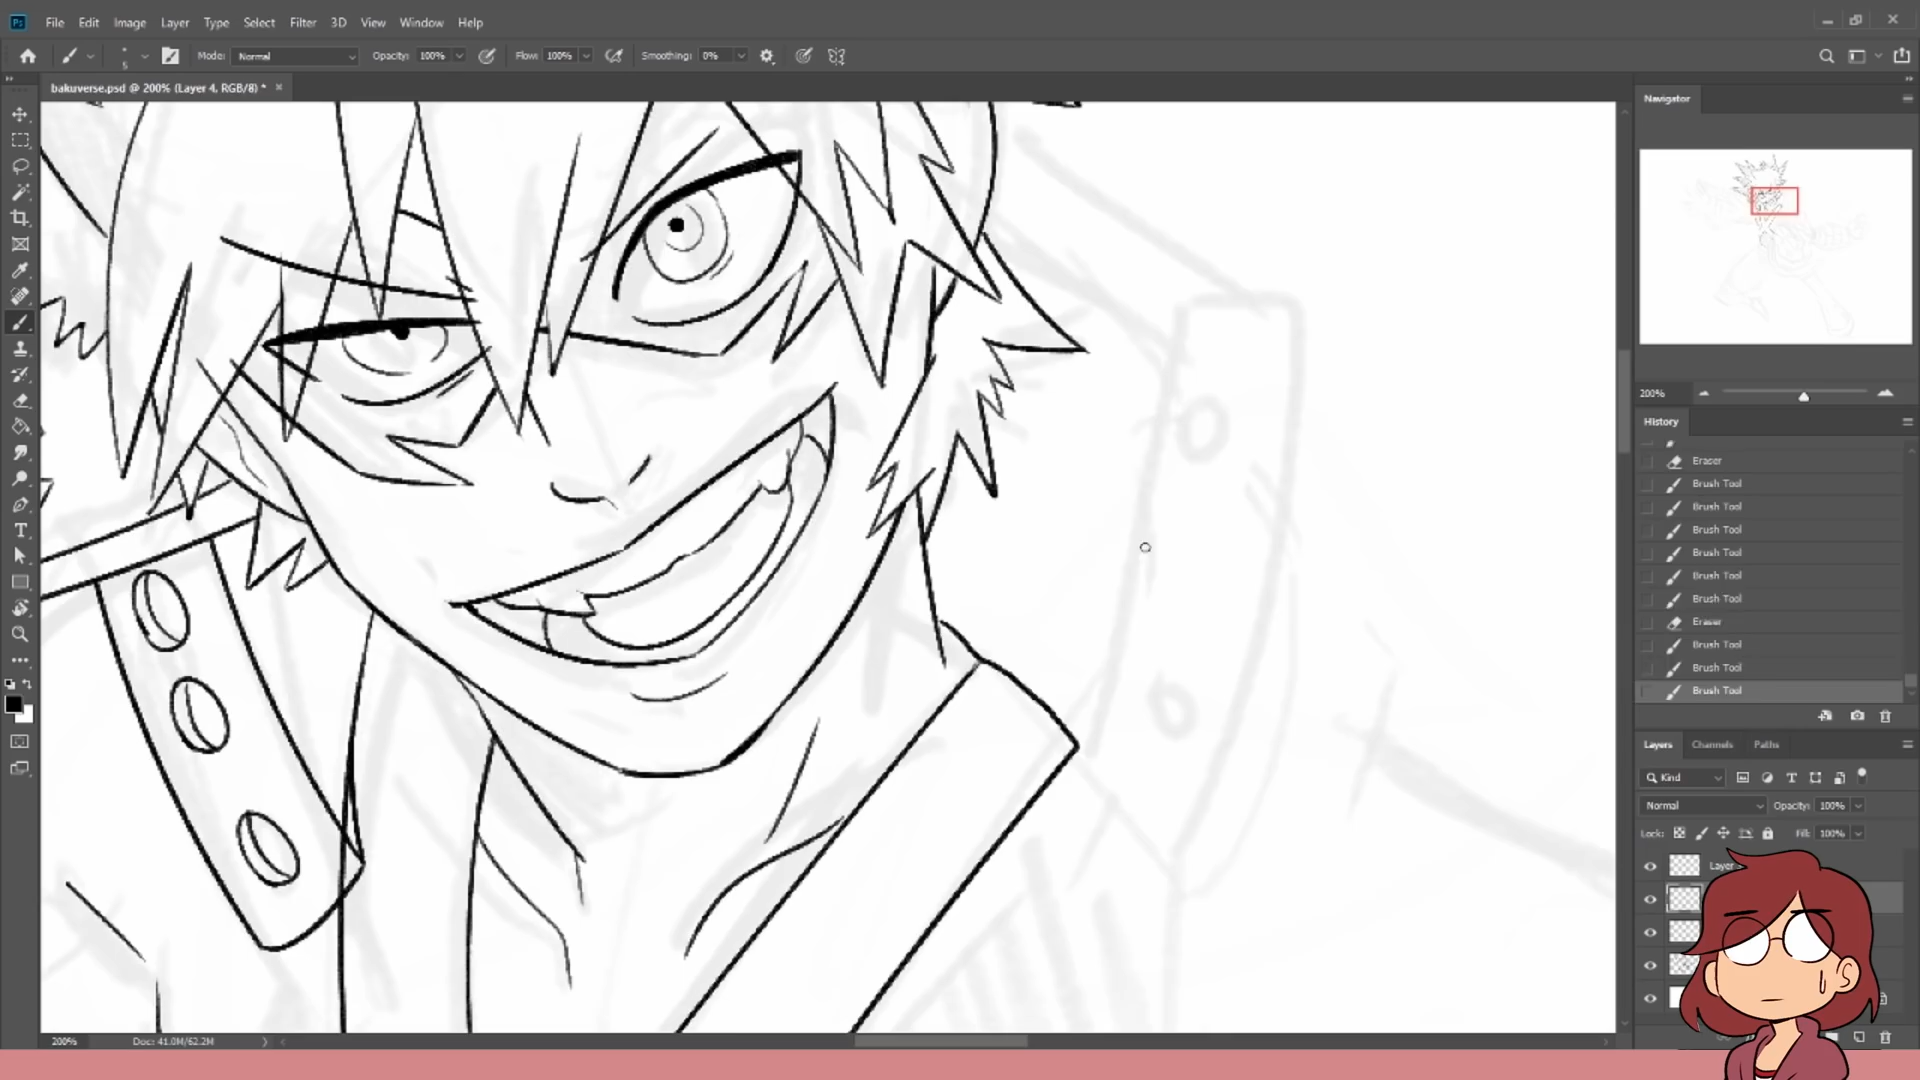 Ps File Edit Image Layer Type Select Filter 3D View Window Help
5 Mode: Normal Opacity: 100% Flow: 100% Smoothing: 0%
bakuverse.psd @ 200% (Layer 4, RGB/8) *
Navigator
200%
History
Eraser
Brush Tool
Brush Tool
Brush Tool
Brush Tool
Brush Tool
Brush Tool
Eraser
Brush Tool
Brush Tool
Brush Tool
Layers Channels Paths
Kind
Normal Opacity: 100%
Lock: Fill: 100%
Layer
200% Doc: 41.0M/62.2M